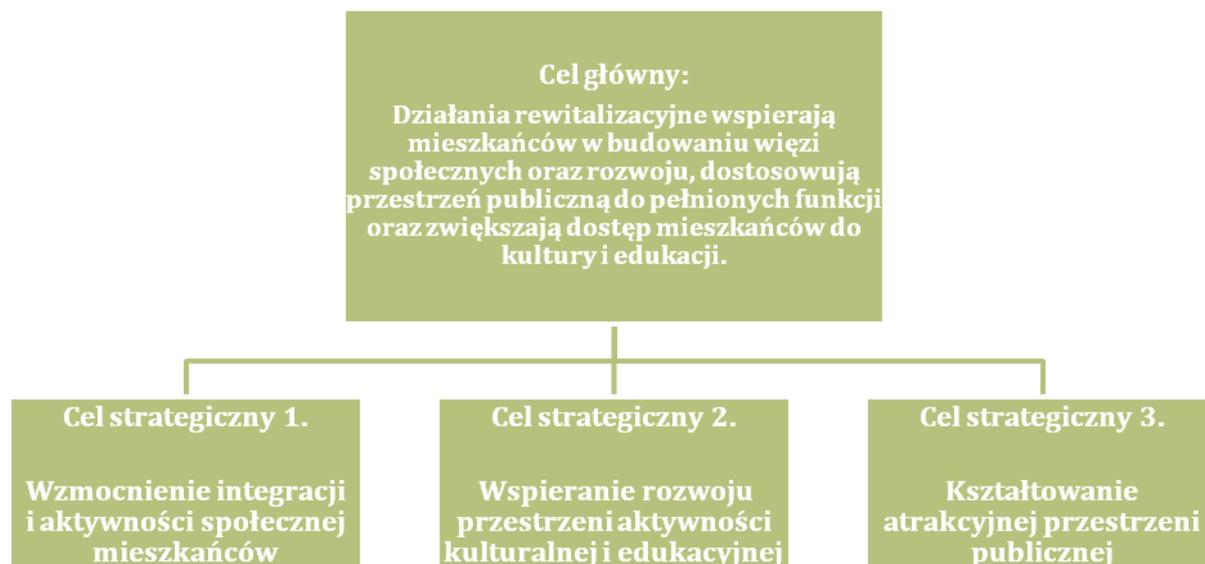 Cel główny:
Działania rewitalizacyjne wspierają
mieszkańców w budowaniu więzi
społecznych oraz rozwoju, dostosowują
przestrzeń publiczną do pełnionych funkcji
oraz zwiększają dostęp mieszkańców do
kultury i edukacji.
Cel strategiczny 1.
Wzmocnienie integracji
i aktywności społecznej
mieszkańców
Cel strategiczny 2.
Wspieranie rozwoju
przestrzeni aktywności
kulturalnej i edukacyjnej
Cel strategiczny 3.
Kształtowanie
atrakcyjnej przestrzeni
publicznej